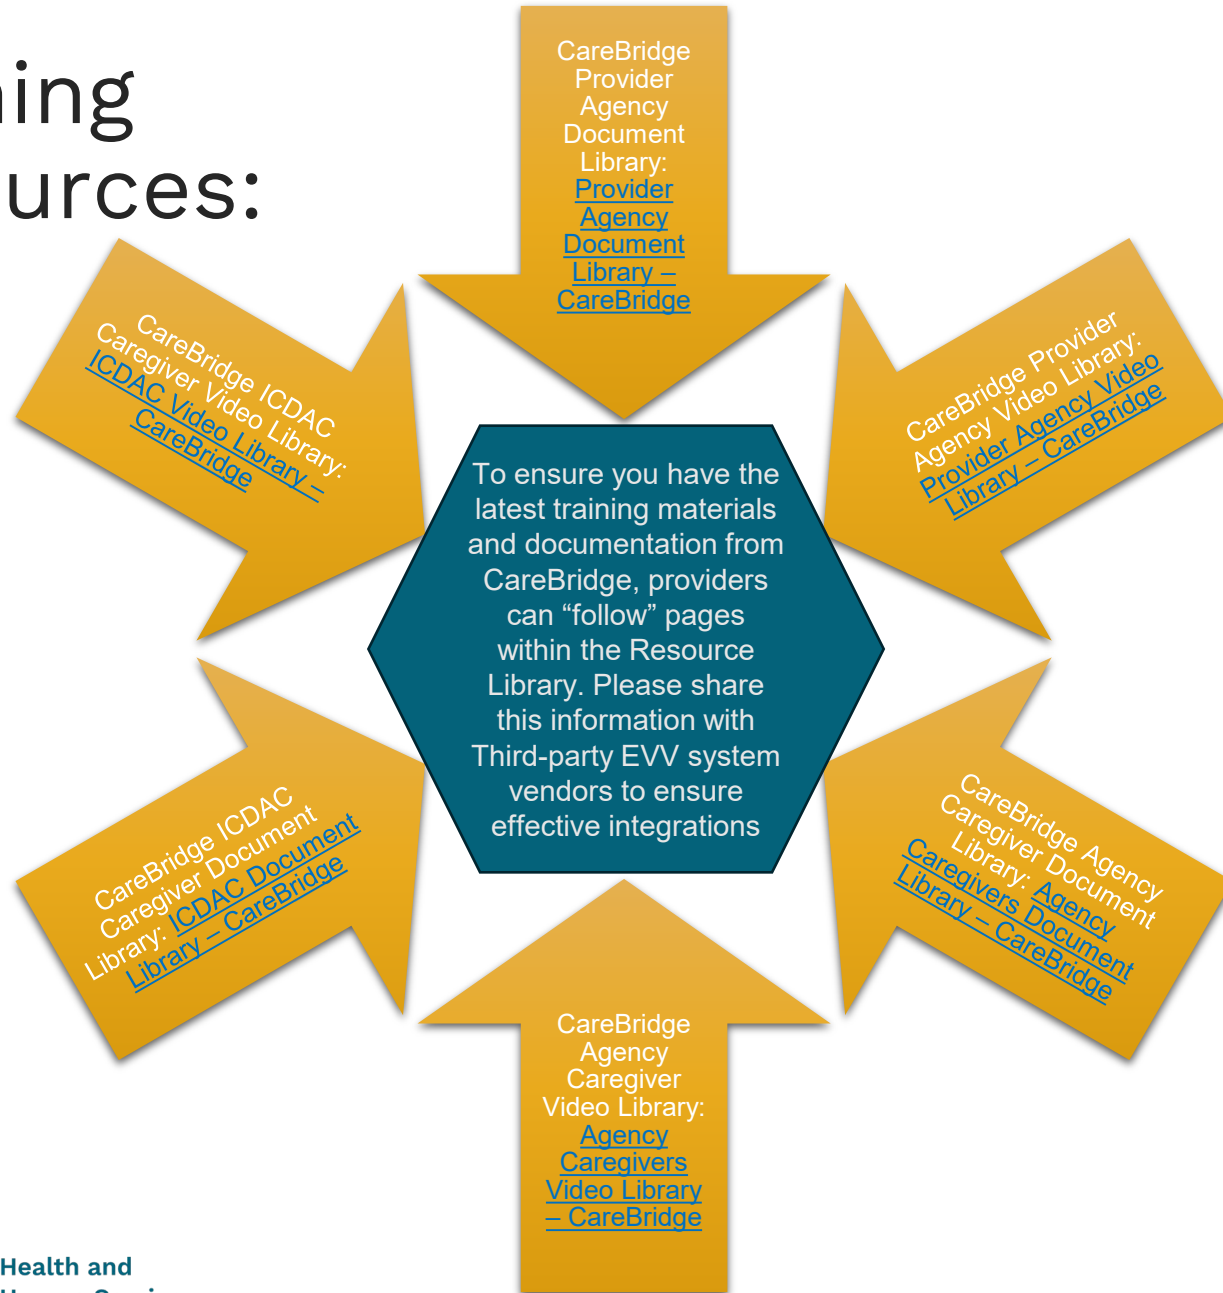 ning
urces:
CareBridge
Provider
Agency
Document
Library:
Provider
Agency
Document
Library –
CareBridge
CareBridge Provider
Agency Video Library:
Provider Agency Video
Library – CareBridge
CareBridge Agency
Caregiver Document
Library: Agency
Caregivers Document
Library – CareBridge
CareBridge
Agency
Caregiver
Video Library:
Agency
Caregivers
Video Library
– CareBridge
CareBridge ICDAC
Caregiver Document
Library: ICDAC Document
Library – CareBridge
CareBridge ICDAC
Caregiver Video Library:
ICDAC Video Library –
CareBridge
To ensure you have the
latest training materials
and documentation from
CareBridge, providers
can “follow” pages
within the Resource
Library. Please share
this information with
Third-party EVV system
vendors to ensure
effective integrations
Health and